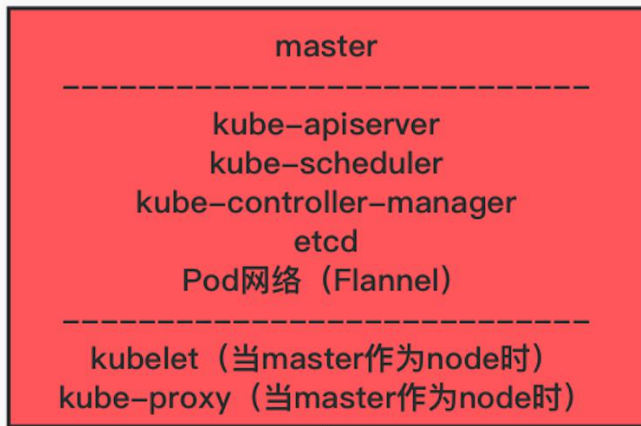 master
kube-apiserver
kube-scheduler
kube-controller-manager
etcd
Pod网络（Flannel）
kubelet（当master作为node时）
kube-proxy（当master作为node时）